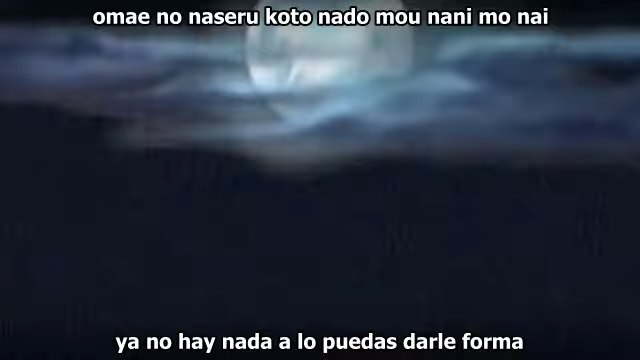 omae no naseru koto nado mou nani mo nai
ya no hay nada a lo puedas darle forma